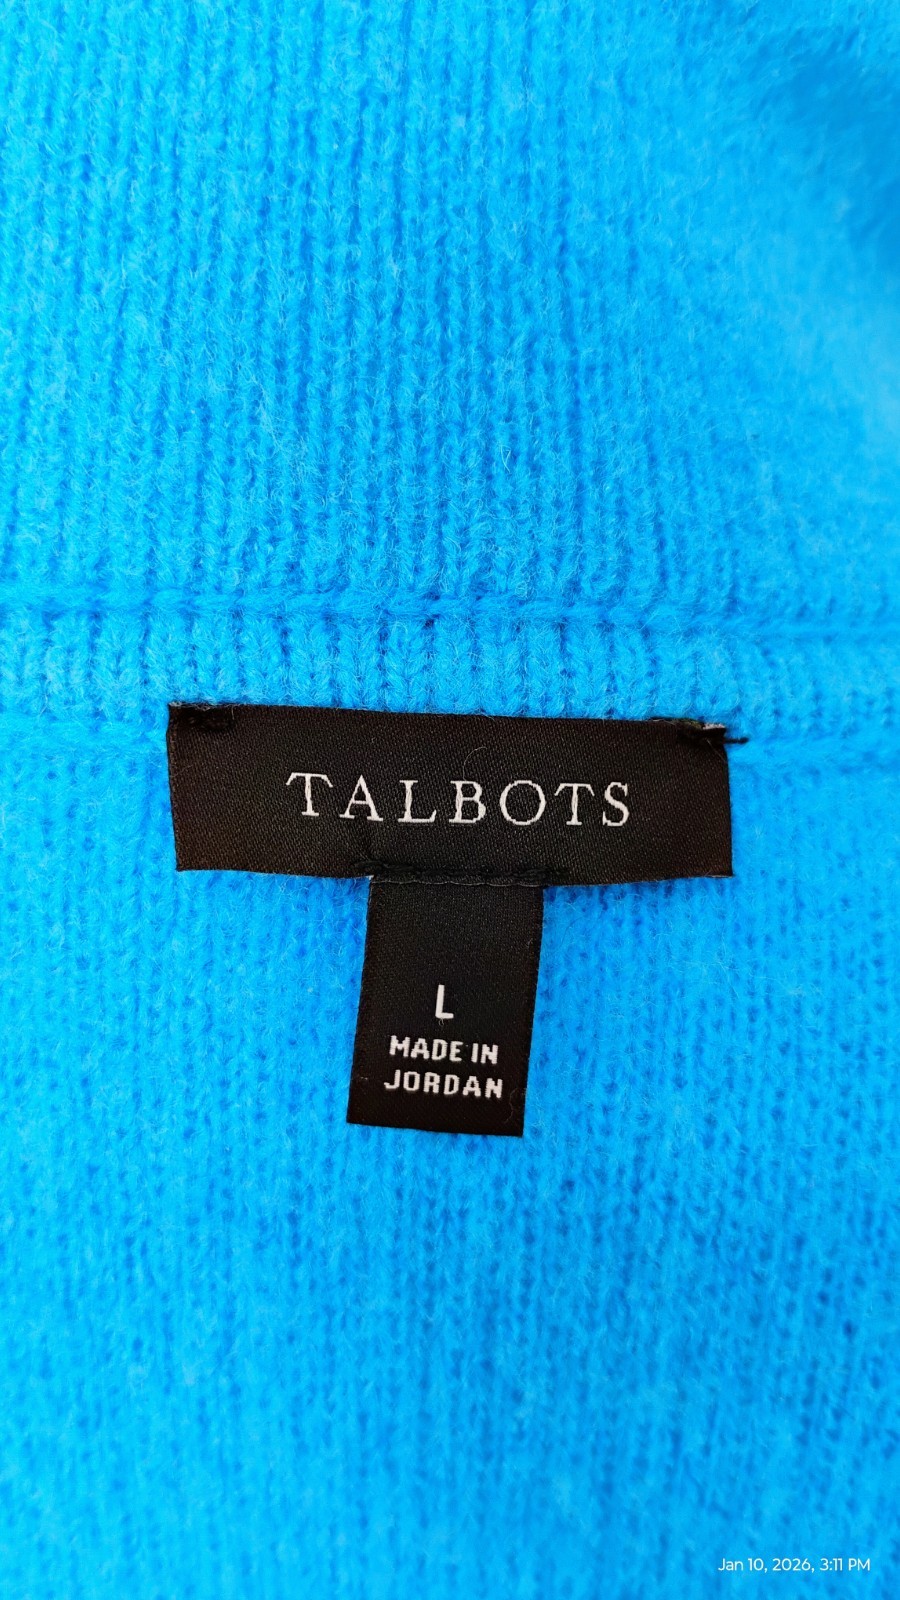 TALBOTS
L
MADE IN
JORDAN
Jan 10, 2026, 3:11 PM